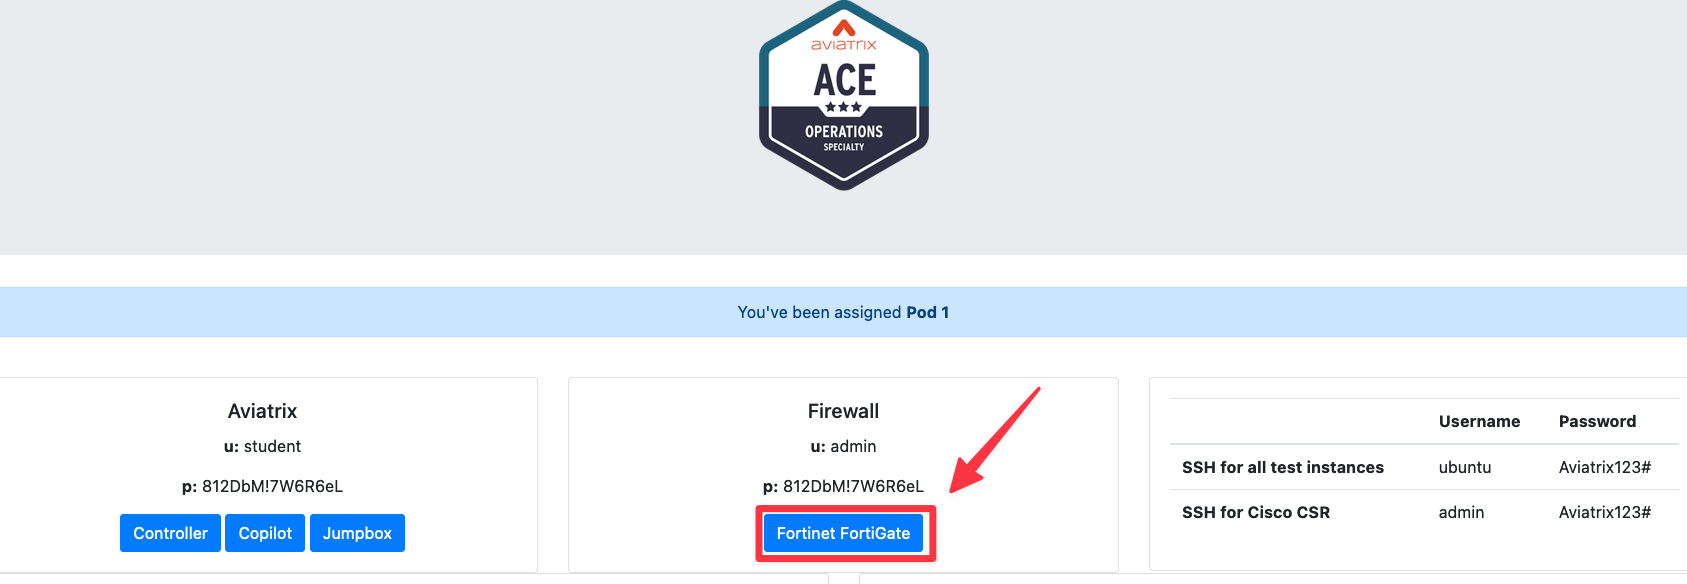 aviatrix
ACE
OPERATIONS
SPECIALTY
You've been assigned Pod 1
Aviatrix
u: student
p: 812DbM!7W6R6eL
Controller Copilot Jumpbox
Firewall
u: admin
p: 812DbM!7W6R6eL
Fortinet FortiGate
Username Password
SSH for all test instances ubuntu Aviatrix123#
SSH for Cisco CSR admin Aviatrix123#